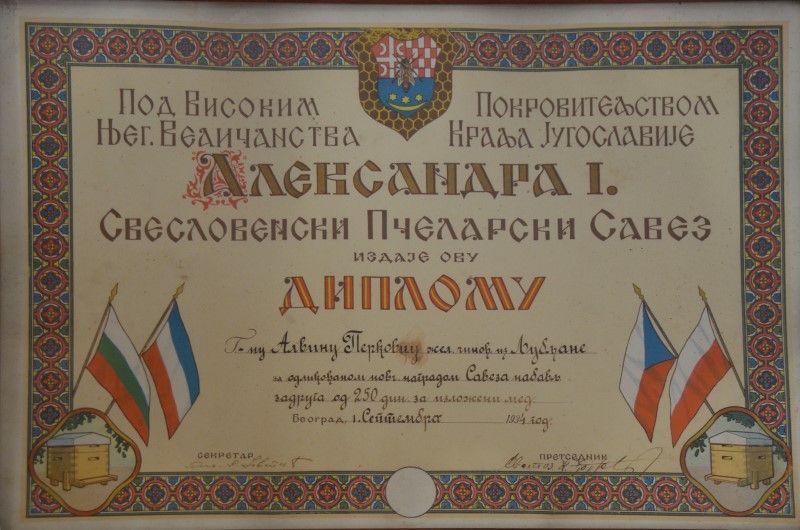 Под Високим Покровитељством
Њег. Величанства Краља Југославије
Александра I.
Свесловенски Пчеларски Савез
издаје ову
ДИПЛОМУ
Г-ну Алвину Перковићу жел. чинов. из Лудбране
за одликованом новч. наградом Савеза набављ.
задруга од 250 дин. за изложени мед.
Београд, 1. Септембра 1934 год.
СЕКРЕТАР, ПРЕТСЕДНИК